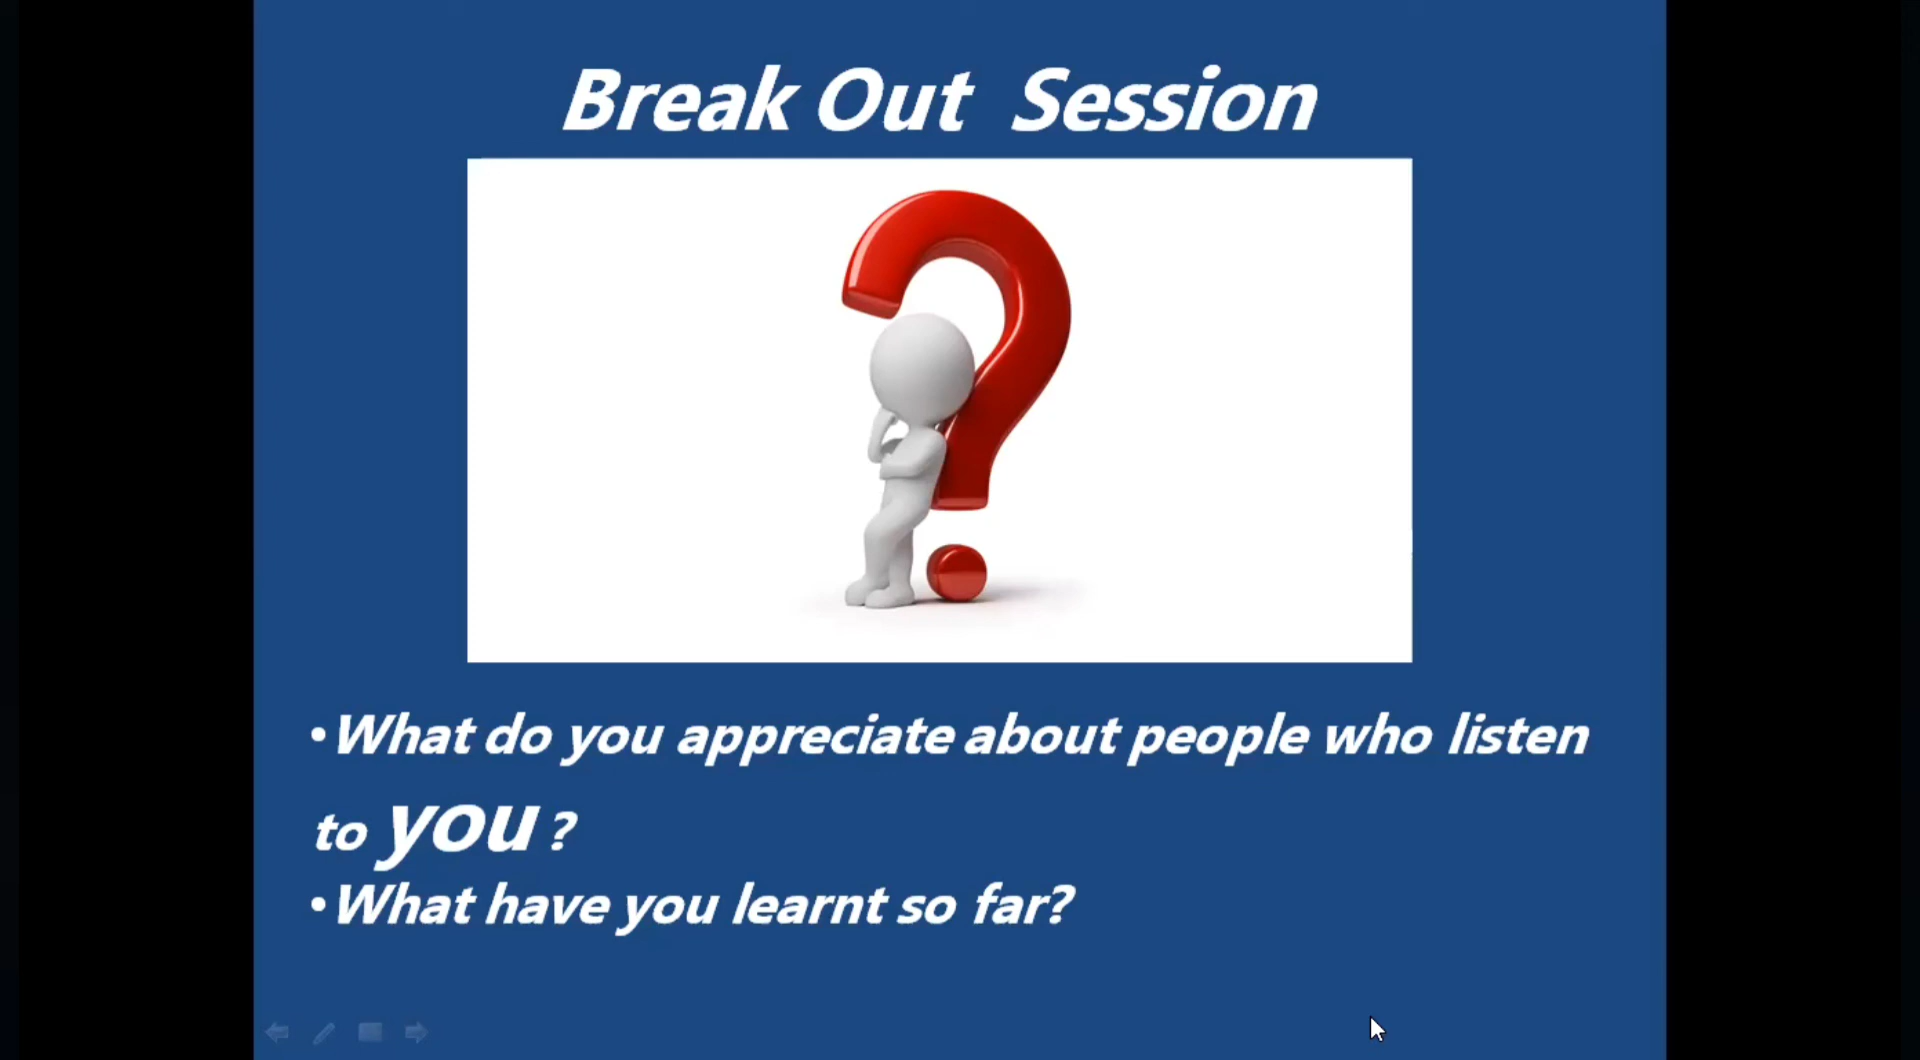 Break Out Session
•What do you appreciate about people who listen
to you?
•What have you learnt so far?